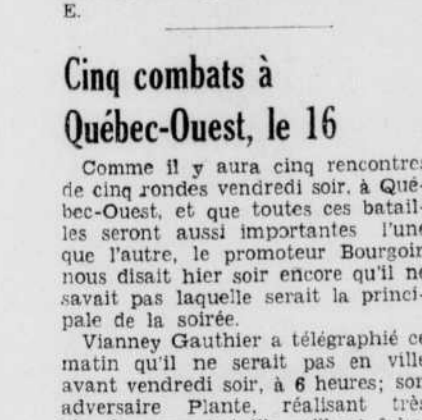 E.
Cinq combats à
Québec-Ouest, le 16
Comme il y aura cinq rencontres
de cinq rondes vendredi soir, à Qué-
bec-Ouest, et que toutes ces batail-
les seront aussi importantes l'une
que l'autre, le promoteur Bourgoin
nous disait hier soir encore qu'il ne
savait pas laquelle serait la princi-
pale de la soirée.
Vianney Gauthier a télégraphié ce
matin qu'il ne serait pas en ville
avant vendredi soir, à 6 heures; son
adversaire Plante, réalisant très